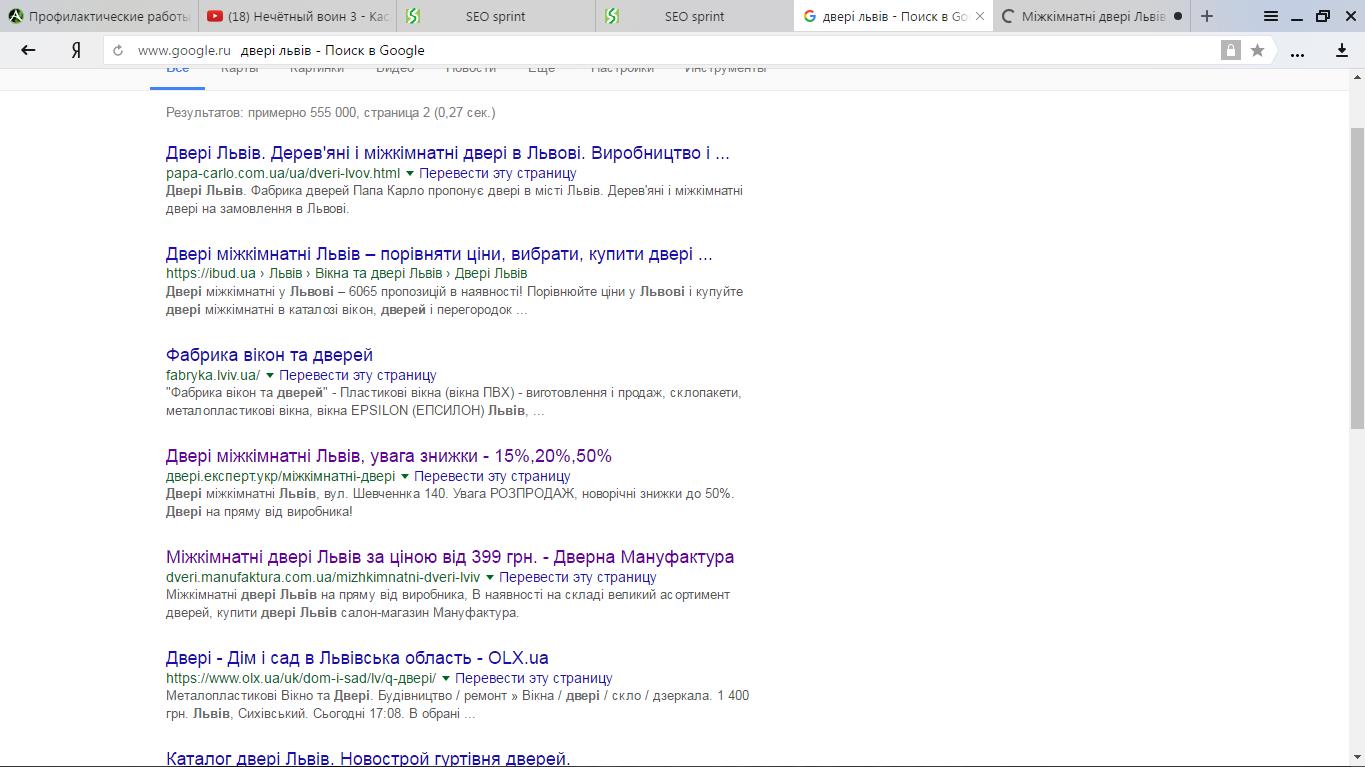 Профилактические работы
(18) Нечётный воин 3 - Кас
SEO sprint
SEO sprint
двері львів - Поиск в Go
Міжкімнатні двері Львів
Я
www.google.ru двері львів - Поиск в Google
Все Карты Картинки Видео Новости Ещё Настройки Инструменты
Результатов: примерно 555 000, страница 2 (0,27 сек.)
Двері Львів. Дерев'яні і міжкімнатні двері в Львові. Виробництво і ...
papa-carlo.com.ua/ua/dveri-lvov.html Перевести эту страницу
Двері Львів. Фабрика дверей Папа Карло пропонує двері в місті Львів. Дерев'яні і міжкімнатні
двері на замовлення в Львові.
Двері міжкімнатні Львів – порівняти ціни, вибрати, купити двері ...
https://ibud.ua › Львів › Вікна та двері Львів › Двері Львів
Двері міжкімнатні у Львові – 6065 пропозицій в наявності! Порівнюйте ціни у Львові і купуйте
двері міжкімнатні в каталозі вікон, дверей і перегородок ...
Фабрика вікон та дверей
fabryka.lviv.ua/ Перевести эту страницу
"Фабрика вікон та дверей" - Пластикові вікна (вікна ПВХ) - виготовлення і продаж, склопакети,
металопластикові вікна, вікна EPSILON (ЕПСИЛОН) Львів, ...
Двері міжкімнатні Львів, увага знижки - 15%,20%,50%
двері.експерт.укр/міжкімнатні-двері Перевести эту страницу
Двері міжкімнатні Львів, вул. Шевченнка 140. Увага РОЗПРОДАЖ, новорічні знижки до 50%.
Двері на пряму від виробника!
Міжкімнатні двері Львів за ціною від 399 грн. - Дверна Мануфактура
dveri.manufaktura.com.ua/mizhkimnatni-dveri-lviv Перевести эту страницу
Міжкімнатні двері Львів на пряму від виробника, В наявності на складі великий асортимент
дверей, купити двері Львів салон-магазин Мануфактура.
Двері - Дім і сад в Львівська область - OLX.ua
https://www.olx.ua/uk/dom-i-sad/lv/q-двері/ Перевести эту страницу
Металопластикові Вікно та Двері. Будівництво / ремонт » Вікна / двері / скло / дзеркала. 1 400
грн. Львів, Сихівський. Сьогодні 17:08. В обрані ...
Каталог двері Львів. Новострой гуртівня дверей.